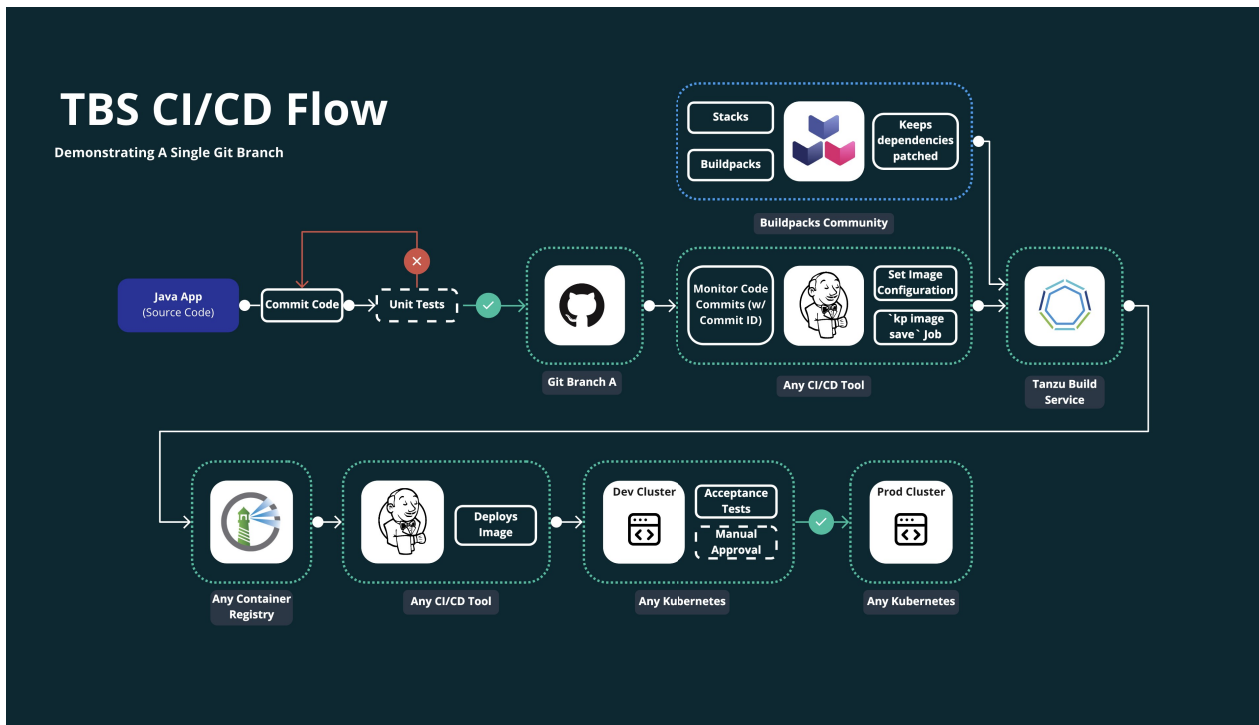 TBS CI/CD Flow
Demonstrating A Single Git Branch
Stacks
Buildpacks
Keeps
dependencies
patched
Buildpacks Community
Java App
(Source Code)
Commit Code
Unit Tests
Git Branch A
Monitor Code
Commits (w/
Commit ID)
Set Image
Configuration
`kp image
save` Job
Any CI/CD Tool
Tanzu Build
Service
Any Container
Registry
Deploys
Image
Any CI/CD Tool
Dev Cluster
Acceptance
Tests
Manual
Approval
Any Kubernetes
Prod Cluster
Any Kubernetes